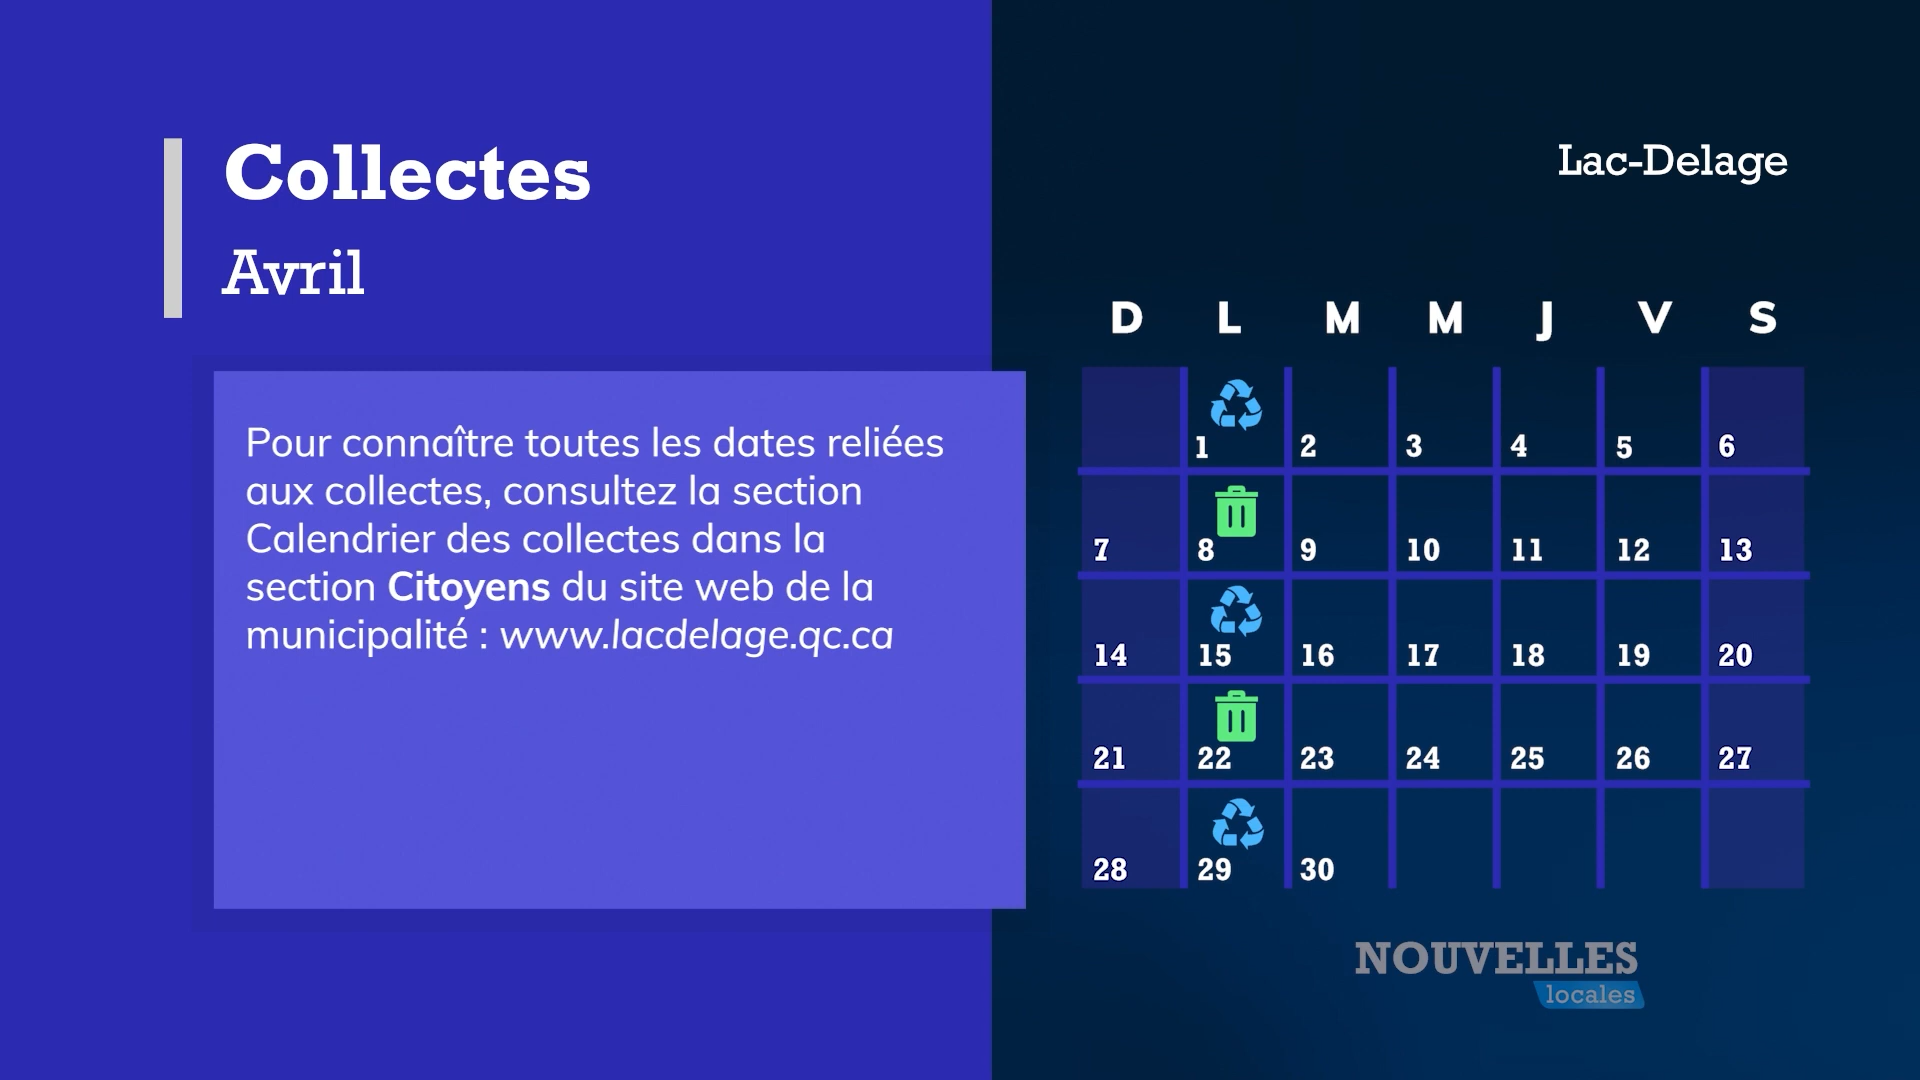 Collectes
Avril
Pour connaître toutes les dates reliées
aux collectes, consultez la section
Calendrier des collectes dans la
section Citoyens du site web de la
municipalité : www.lacdelage.qc.ca
Lac-Delage
D L M M J V S
1 2 3 4 5 6
7 8 9 10 11 12 13
14 15 16 17 18 19 20
21 22 23 24 25 26 27
28 29 30
NOUVELLES
locales